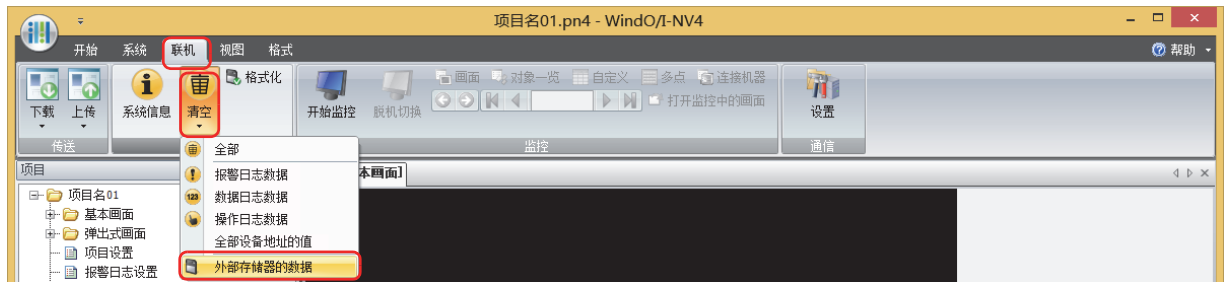 项目名01.pn4 - WindO/I-NV4
开始 系统 联机 视图 格式 帮助
下载 上传 系统信息 清空 格式化 开始监控 脱机切换 画面 对象一览 自定义 多点 连接机器 打开监控中的画面 设置
传送 监控 通信
项目
本画面]
项目名01
基本画面
弹出式画面
项目设置
报警日志设置
全部
报警日志数据
数据日志数据
操作日志数据
全部设备地址的值
外部存储器的数据